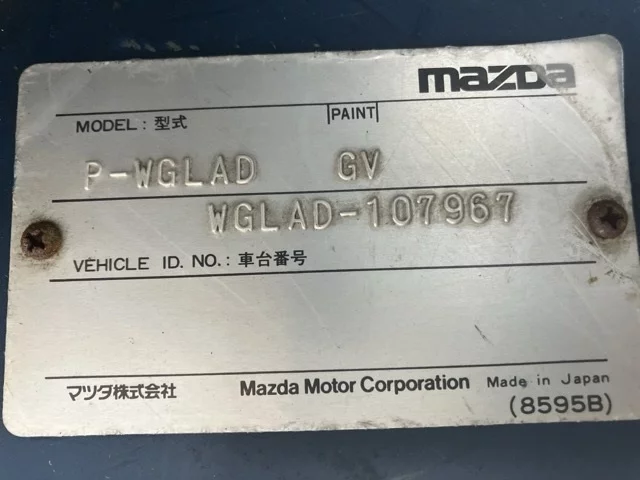 mazda
MODEL : 型式 PAINT
P-WGLAD GV
WGLAD-107967
VEHICLE ID. NO. : 車台番号
マツダ株式会社 Mazda Motor Corporation Made in Japan
(8595B)